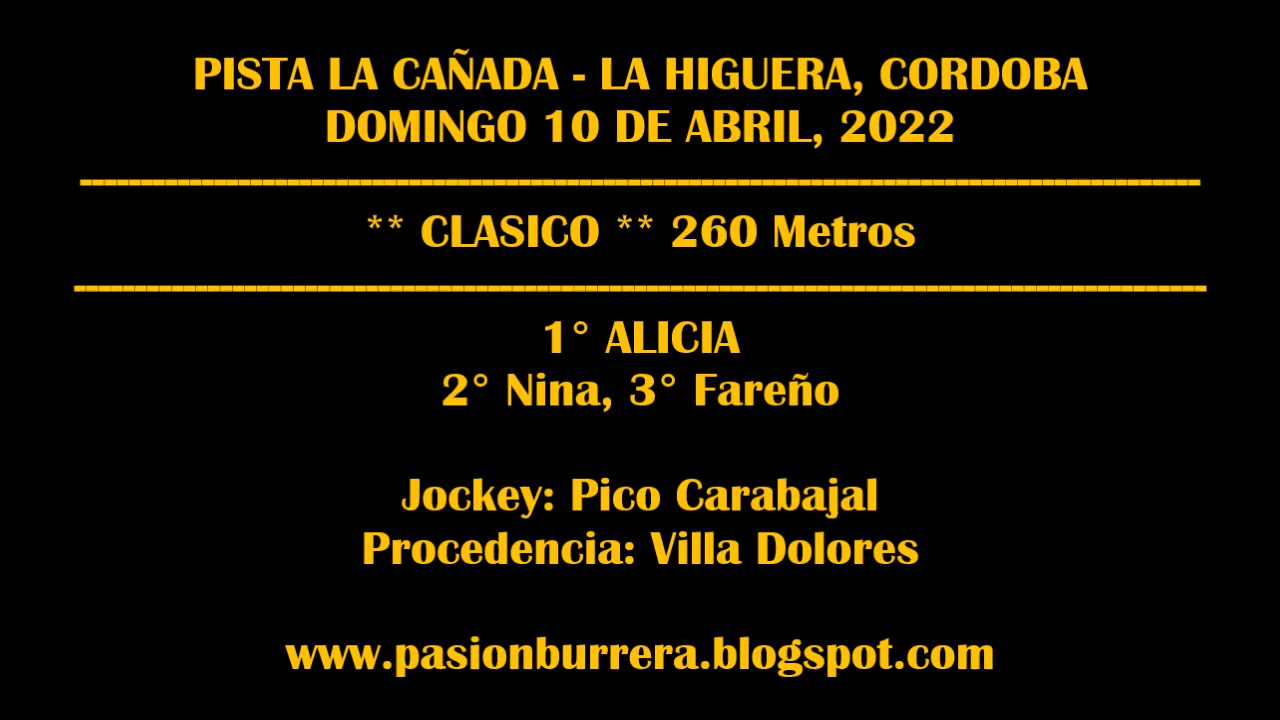 PISTA LA CAÑADA - LA HIGUERA, CORDOBA
DOMINGO 10 DE ABRIL, 2022
--------------------------------------------------------------------------------------------
** CLASICO ** 260 Metros
---------------------------------------------------------------------------------------------
1° ALICIA
2° Nina, 3° Fareño
Jockey: Pico Carabajal
Procedencia: Villa Dolores
www.pasionburrera.blogspot.com